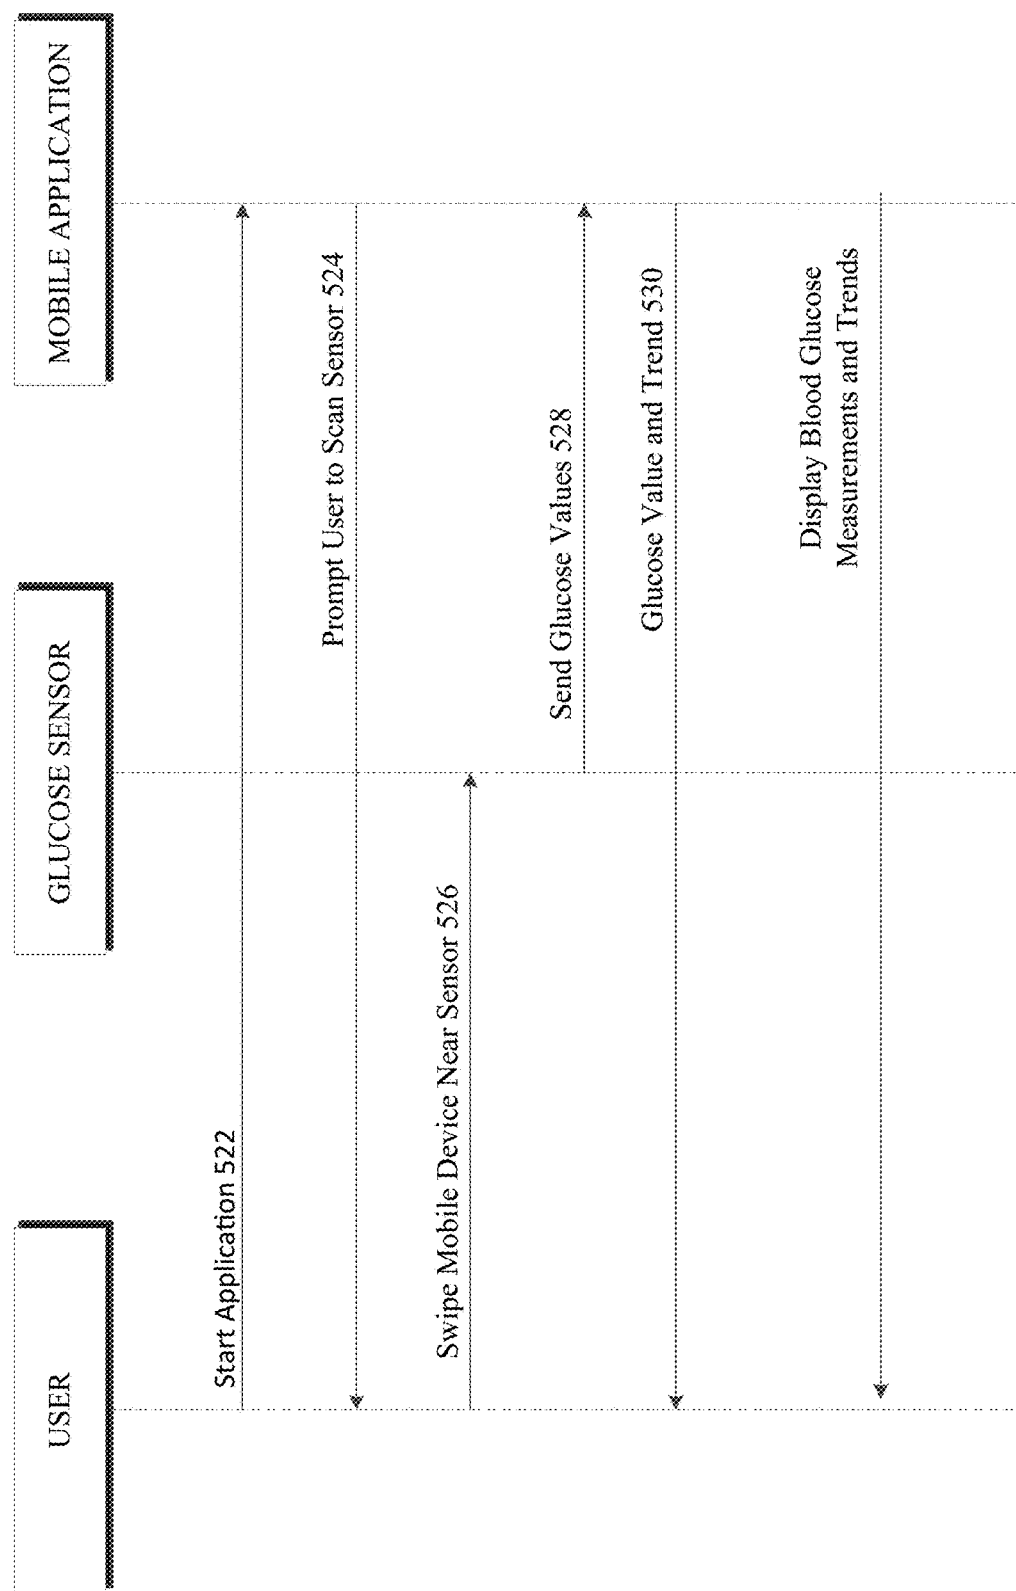 USER
GLUCOSE SENSOR
MOBILE APPLICATION
Start Application 522
Prompt User to Scan Sensor 524
Swipe Mobile Device Near Sensor 526
Send Glucose Values 528
Glucose Value and Trend 530
Display Blood Glucose
Measurements and Trends